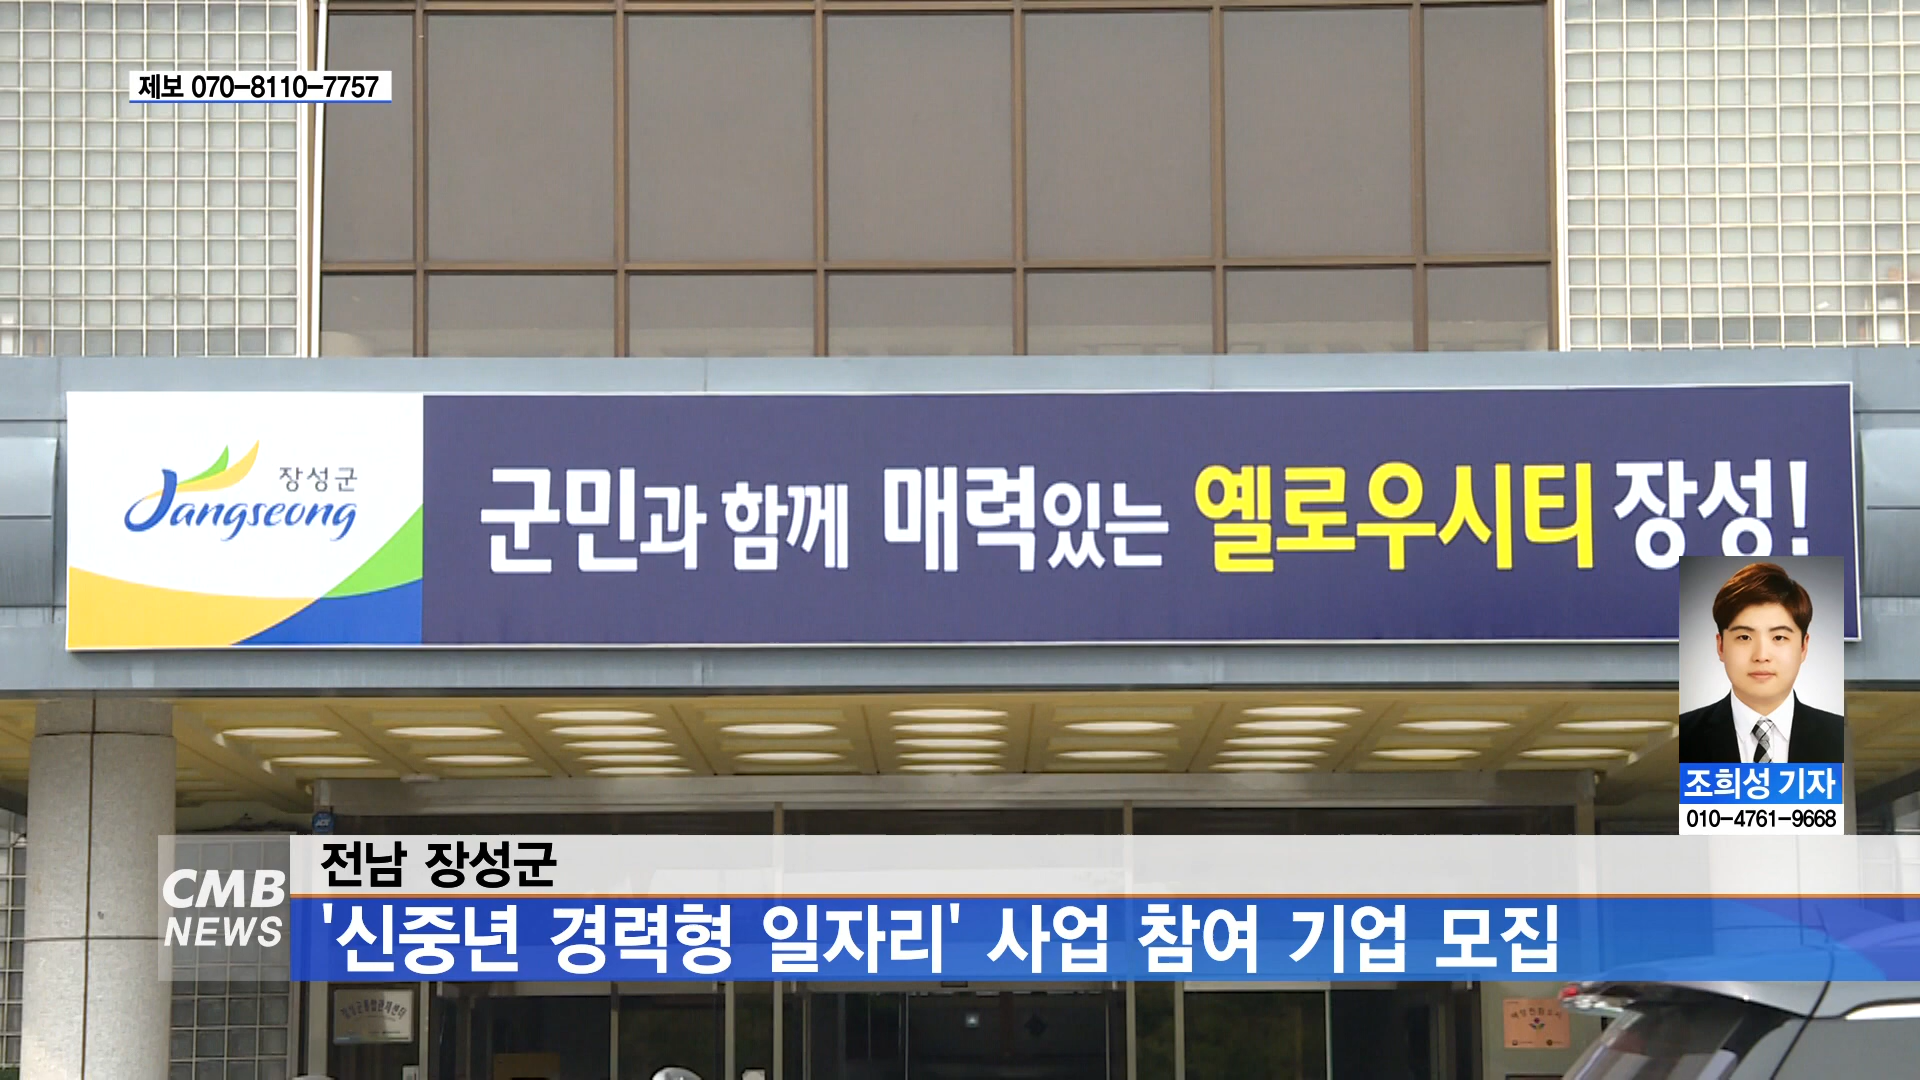 제보 070-8110-7757
장성군
Jangseong
군민과 함께 매력있는 옐로우시티 장성!
조희성 기자
010-4761-9668
CMB
NEWS
전남 장성군
'신중년 경력형 일자리' 사업 참여 기업 모집